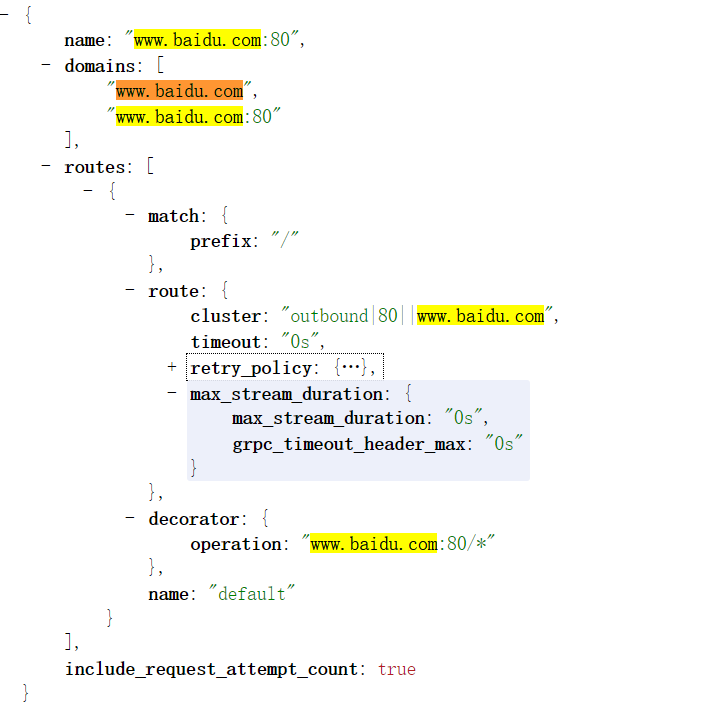 - {
name: "www.baidu.com:80",
- domains: [
"www.baidu.com",
"www.baidu.com:80"
],
- routes: [
- {
- match: {
prefix: "/"
},
- route: {
cluster: "outbound|80||www.baidu.com",
timeout: "0s",
+ retry_policy: {…},
- max_stream_duration: {
max_stream_duration: "0s",
grpc_timeout_header_max: "0s"
}
},
- decorator: {
operation: "www.baidu.com:80/*"
},
name: "default"
}
],
include_request_attempt_count: true
}